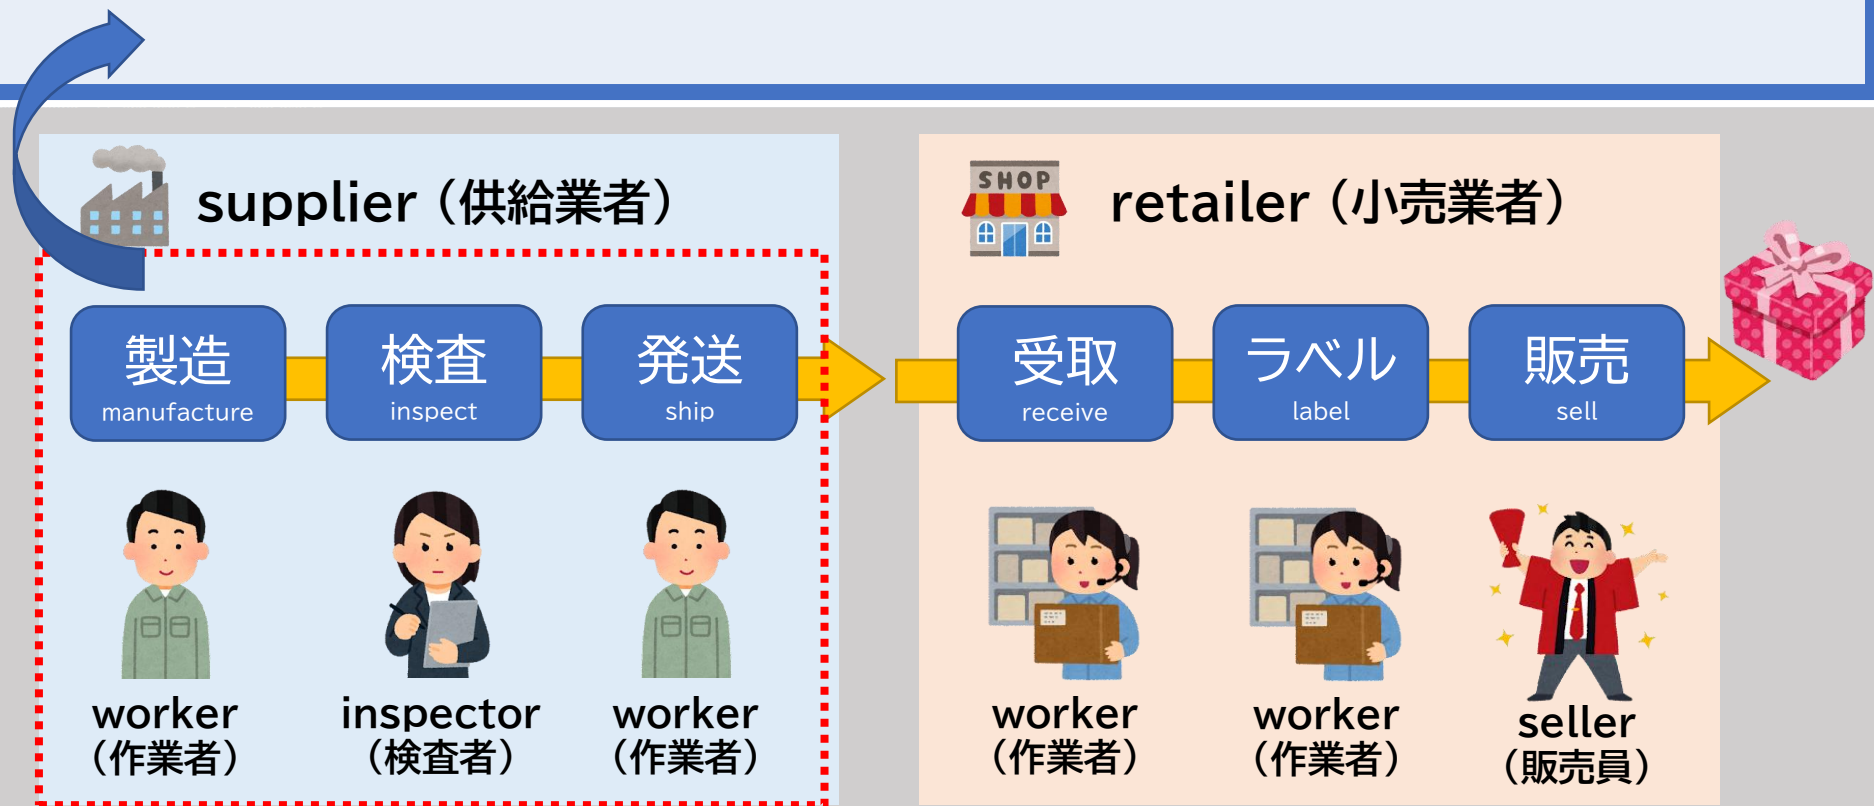 supplier（供給業者）
製造
manufacture
検査
inspect
発送
ship
worker
（作業者）
inspector
（検査者）
worker
（作業者）
SHOP
retailer（小売業者）
受取
receive
ラベル
label
販売
sell
worker
（作業者）
worker
（作業者）
seller
（販売員）